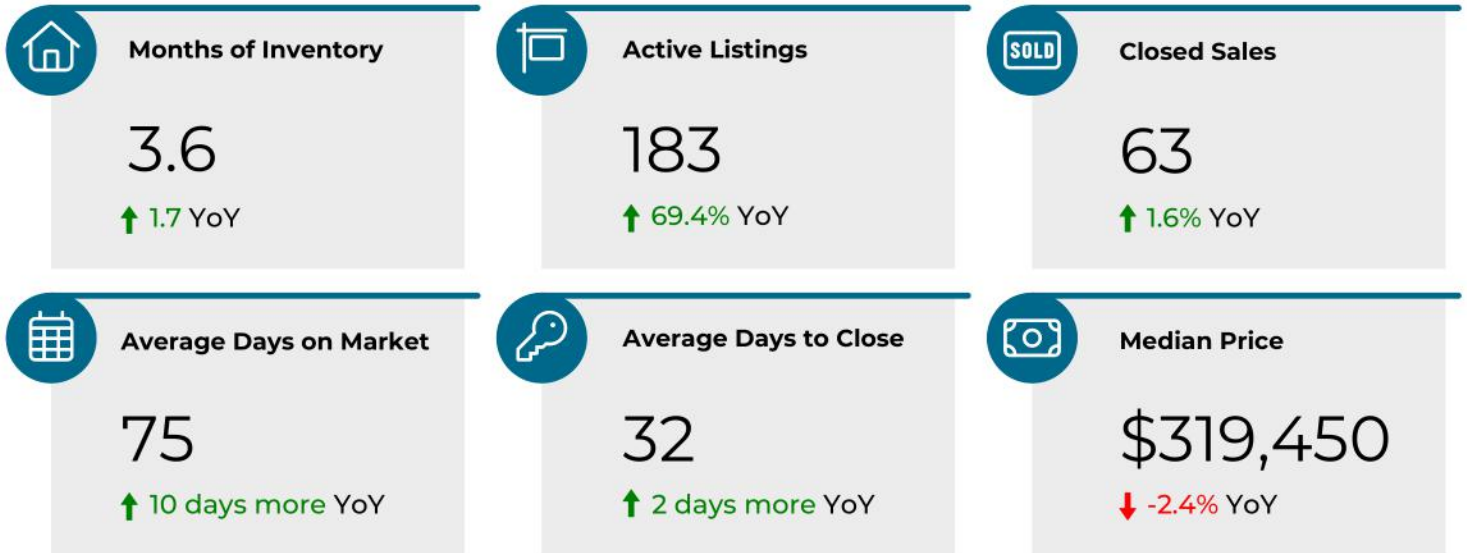 Months of Inventory
3.6
↑ 1.7 YoY
Active Listings
183
↑ 69.4% YoY
SOLD
Closed Sales
63
↑ 1.6% YoY
Average Days on Market
75
↑ 10 days more YoY
Average Days to Close
32
↑ 2 days more YoY
Median Price
$319,450
↓ -2.4% YoY